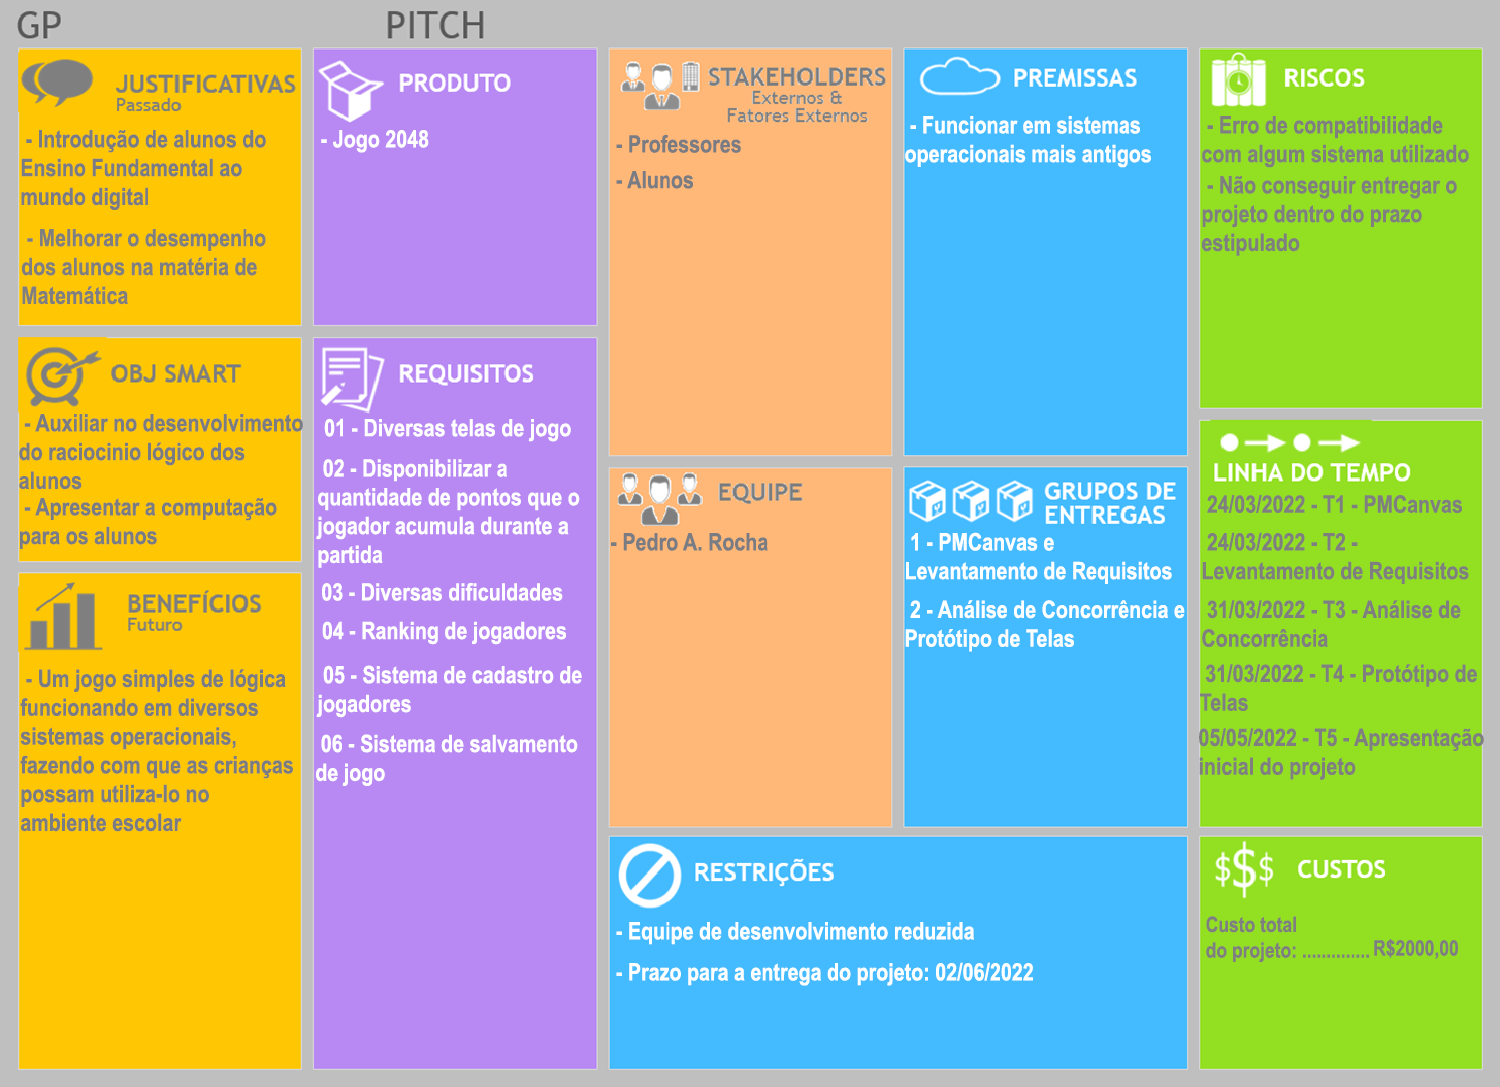 GP
PITCH
JUSTIFICATIVAS
Passado
- Introdução de alunos do
Ensino Fundamental ao
mundo digital
- Melhorar o desempenho
dos alunos na matéria de
Matemática
OBJ SMART
- Auxiliar no desenvolvimento
do raciocinio lógico dos
alunos
- Apresentar a computação
para os alunos
BENEFÍCIOS
Futuro
- Um jogo simples de lógica
funcionando em diversos
sistemas operacionais,
fazendo com que as crianças
possam utiliza-lo no
ambiente escolar
PRODUTO
- Jogo 2048
REQUISITOS
01 - Diversas telas de jogo
02 - Disponibilizar a
quantidade de pontos que o
jogador acumula durante a
partida
03 - Diversas dificuldades
04 - Ranking de jogadores
05 - Sistema de cadastro de
jogadores
06 - Sistema de salvamento
de jogo
STAKEHOLDERS
Externos &
Fatores Externos
- Professores
- Alunos
EQUIPE
- Pedro A. Rocha
PREMISSAS
- Funcionar em sistemas
operacionais mais antigos
GRUPOS DE
ENTREGAS
1 - PMCanvas e
Levantamento de Requisitos
2 - Análise de Concorrência e
Protótipo de Telas
RESTRIÇÕES
- Equipe de desenvolvimento reduzida
- Prazo para a entrega do projeto: 02/06/2022
RISCOS
- Erro de compatibilidade
com algum sistema utilizado
- Não conseguir entregar o
projeto dentro do prazo
estipulado
LINHA DO TEMPO
24/03/2022 - T1 - PMCanvas
24/03/2022 - T2 -
Levantamento de Requisitos
31/03/2022 - T3 - Análise de
Concorrência
31/03/2022 - T4 - Protótipo de
Telas
05/05/2022 - T5 - Apresentação
inicial do projeto
$$$ CUSTOS
Custo total
do projeto: .............. R$2000,00